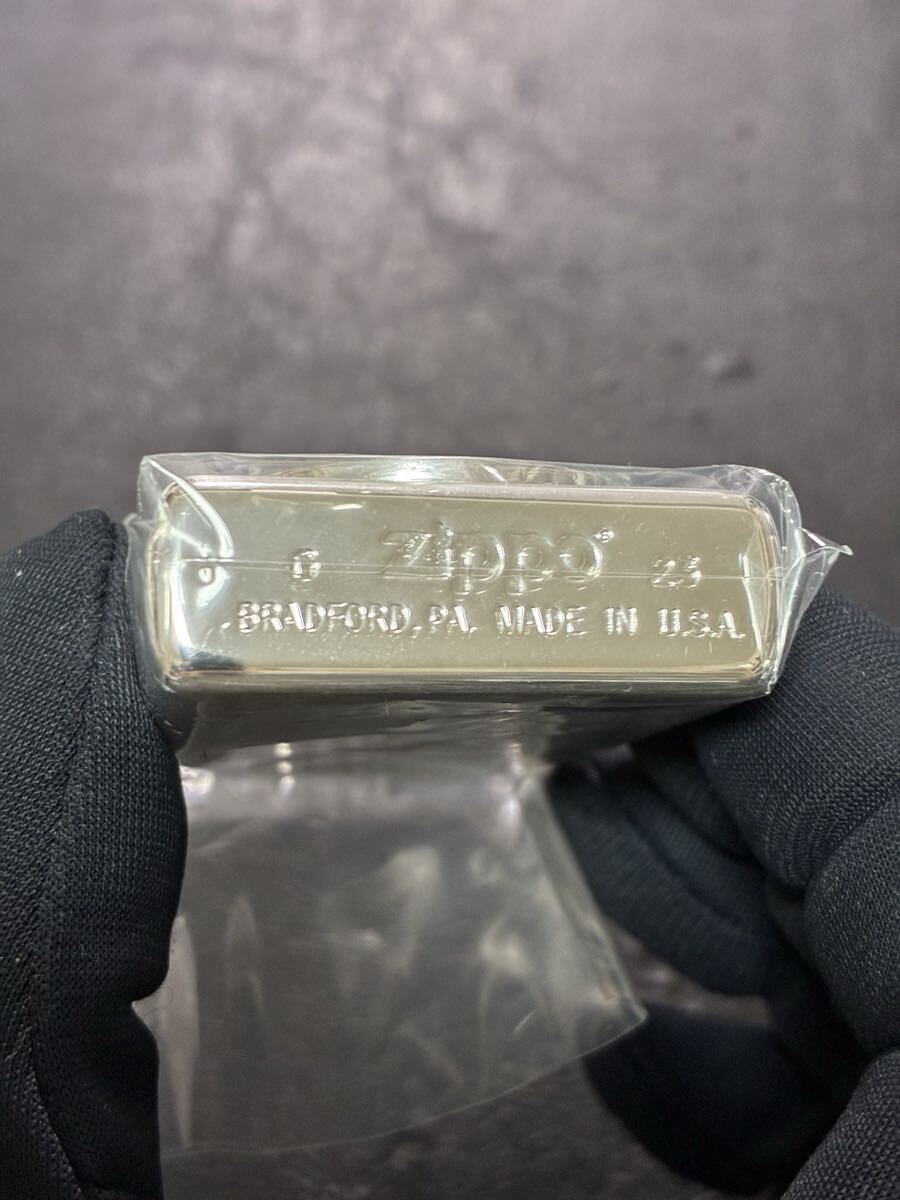 G Zippo® 23
BRADFORD, PA. MADE IN U.S.A.